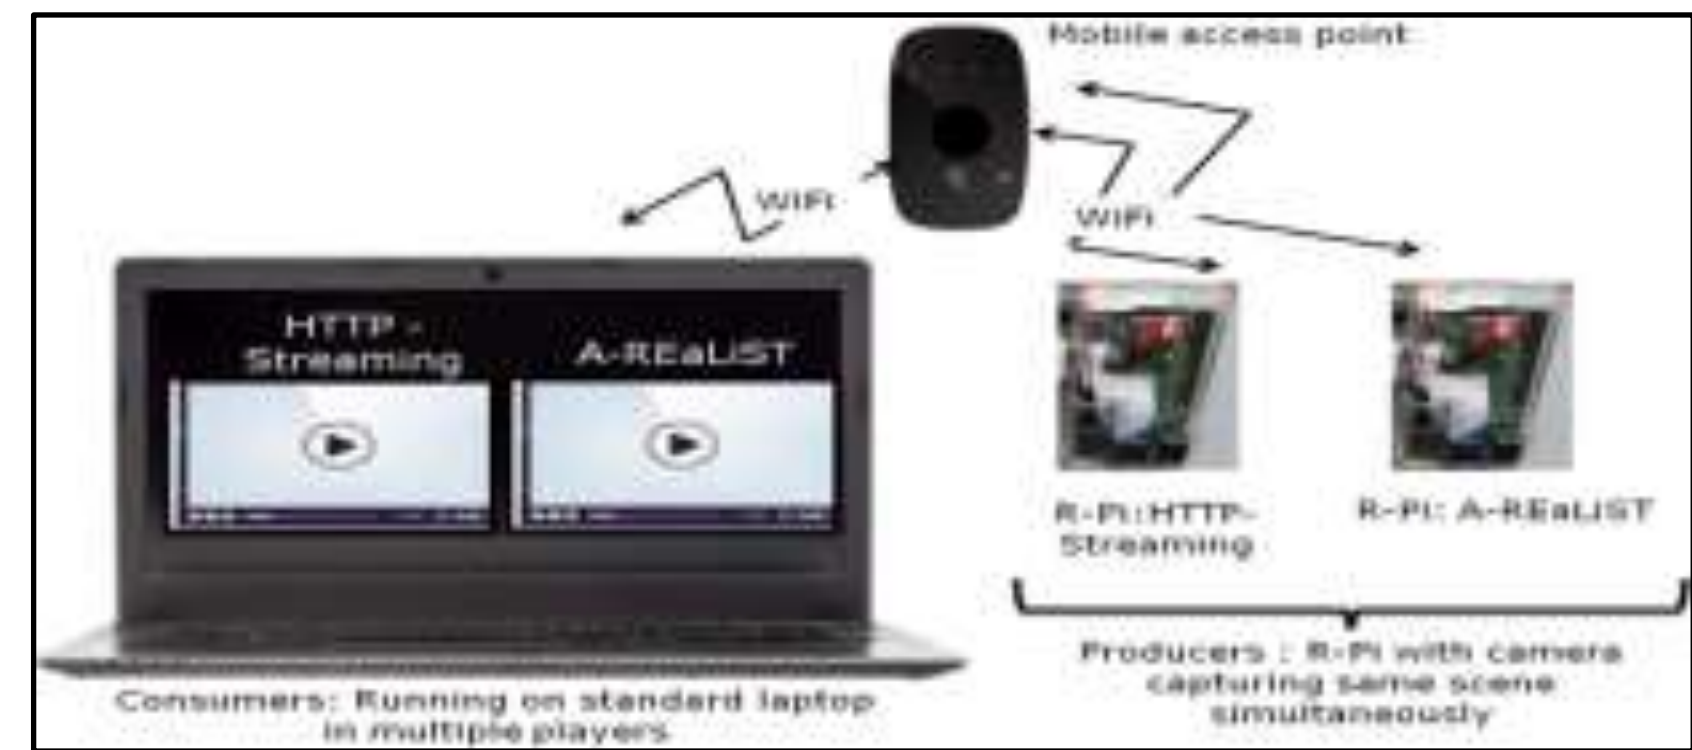 Mobile access point
WiFi
WiFi
HTTP -
Streaming
A-REaLiST
R-Pi:HTTP-
Streaming
R-Pi: A-REaLiST
Producers : R-Pi with camera
capturing same scene
simultaneously
Consumers: Running on standard laptop
in multiple players